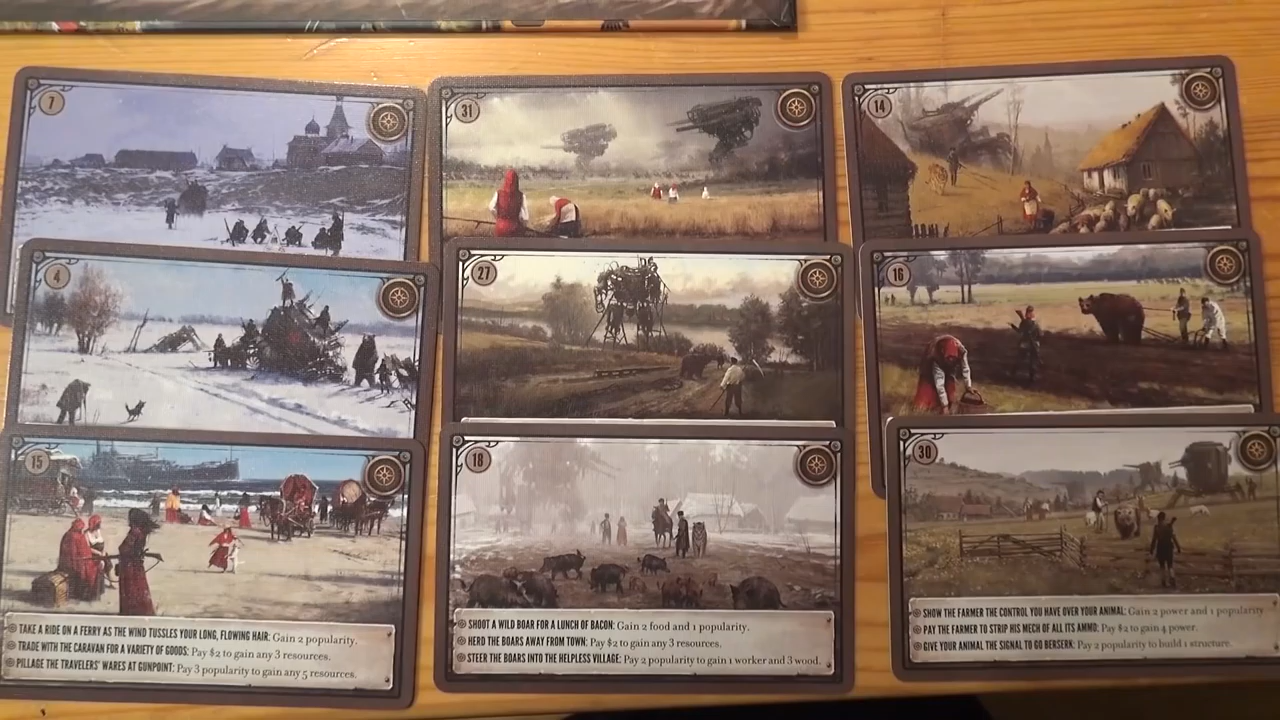 7
31
14
4
27
16
15
TAKE A RIDE ON A FERRY AS THE WIND TUSSLES YOUR LONG, FLOWING HAIR: Gain 2 popularity.
TRADE WITH THE CARAVAN FOR A VARIETY OF GOODS: Pay $2 to gain any 3 resources.
PILLAGE THE TRAVELERS' WARES AT GUNPOINT: Pay 3 popularity to gain any 5 resources.
18
SHOOT A WILD BOAR FOR A LUNCH OF BACON: Gain 2 food and 1 popularity.
HERD THE BOARS AWAY FROM TOWN: Pay $2 to gain any 3 resources.
STEER THE BOARS INTO THE HELPLESS VILLAGE: Pay 2 popularity to gain 1 worker and 3 wood.
30
SHOW THE FARMER THE CONTROL YOU HAVE OVER YOUR ANIMAL: Gain 2 power and 1 popularity
PAY THE FARMER TO STRIP HIS MECH OF ALL ITS AMMO: Pay $2 to gain 4 power.
GIVE YOUR ANIMAL THE SIGNAL TO GO BERSERK: Pay 2 popularity to build 1 structure.